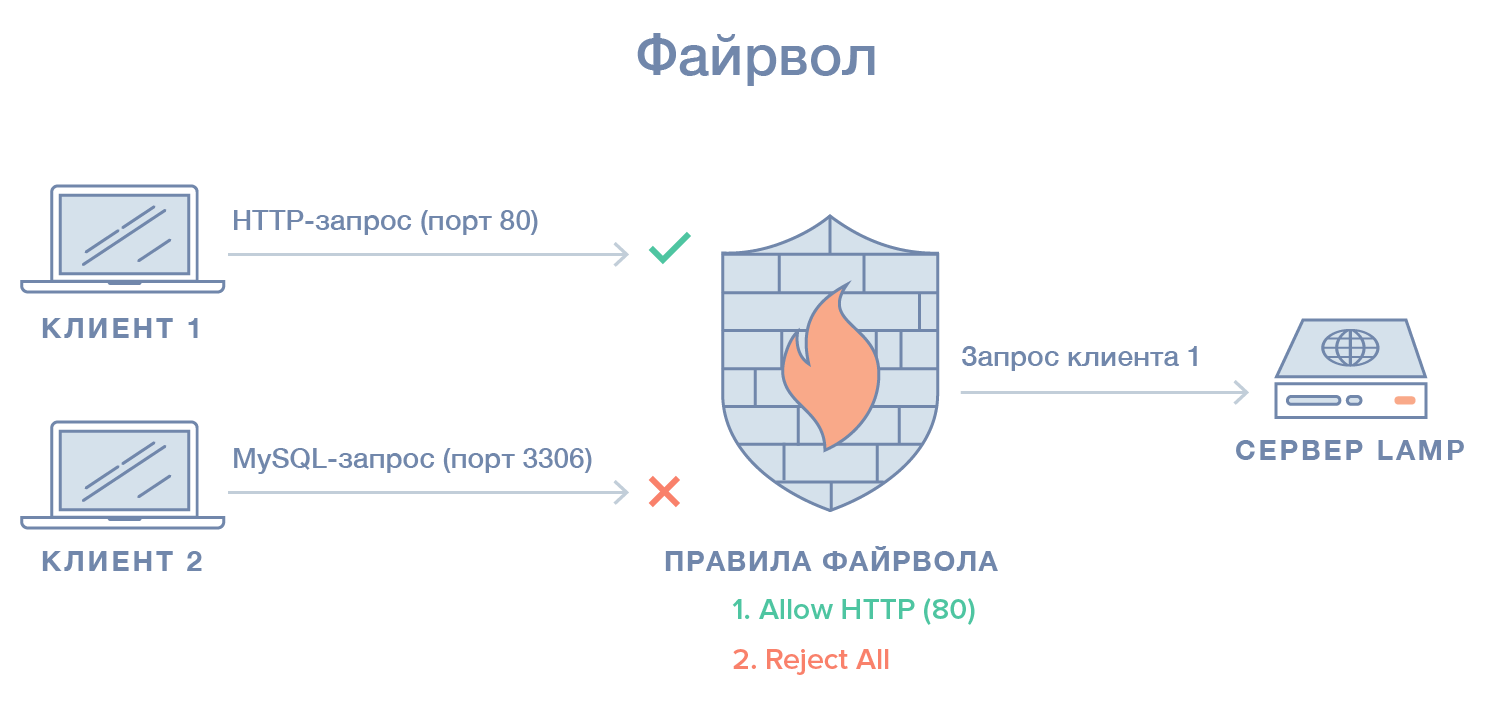 Файрвол
HTTP-запрос (порт 80)
КЛИЕНТ 1
MySQL-запрос (порт 3306)
КЛИЕНТ 2
ПРАВИЛА ФАЙРВОЛА
1. Allow HTTP (80)
2. Reject All
Запрос клиента 1
СЕРВЕР LAMP